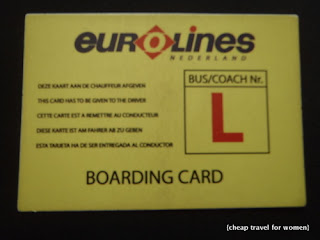 EUROLINES
NEDERLAND
DEZE KAART AAN DE CHAUFFEUR AFGEVEN
THIS CARD HAS TO BE GIVEN TO THE DRIVER
CETTE CARTE EST A REMETTRE AU CONDUCTEUR
DIESE KARTE IST AM FAHRER AB ZU GEBEN
ESTA TARJETA HA DE SER ENTREGADA AL CONDUCTOR
BUS/COACH Nr.
L
BOARDING CARD
[cheap travel for women]